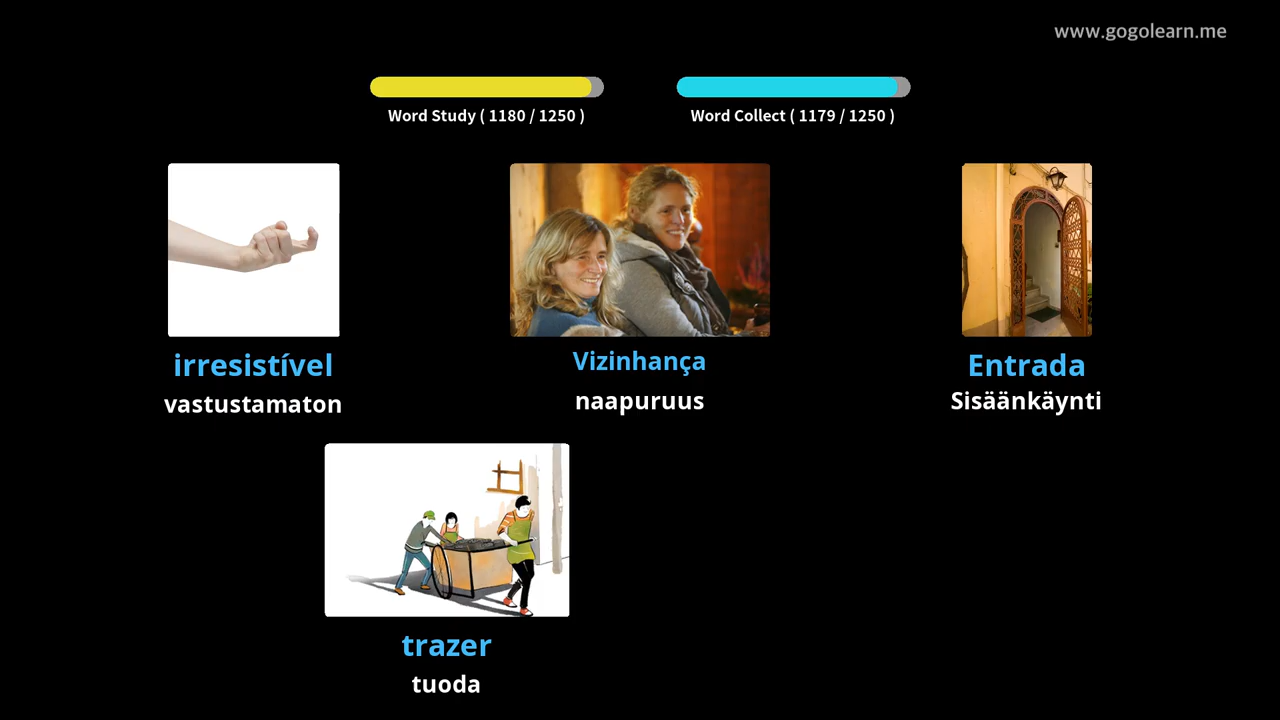 www.gogolearn.me
Word Study ( 1180 / 1250 )
Word Collect ( 1179 / 1250 )
irresistível
vastustamaton
Vizinhança
naapuruus
Entrada
Sisäänkäynti
trazer
tuoda